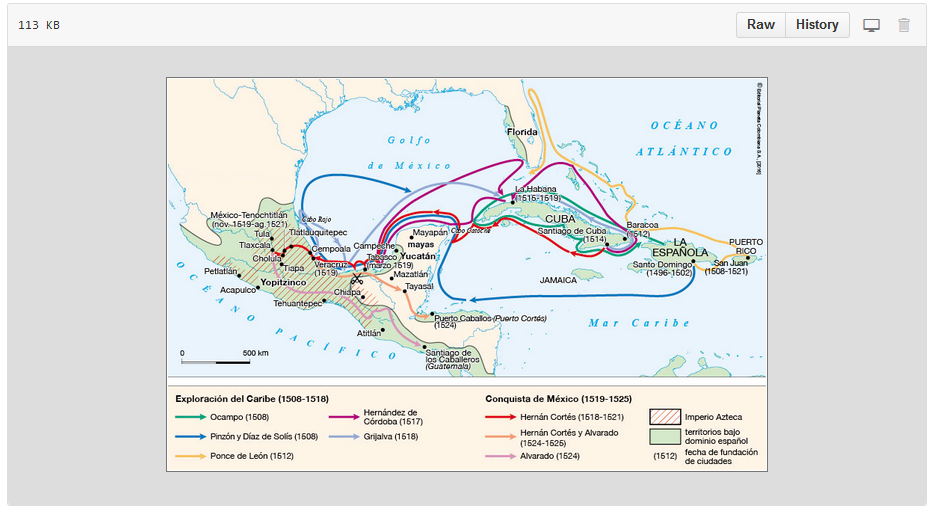 113 KB
Raw
History
© Editorial Planeta Colombiana S.A., (2016)
OCÉANO
ATLÁNTICO
Golfo
de México
Florida
La Habana
(1515-1519)
CUBA
Baracoa
(1512)
Santiago de Cuba
(1514)
LA
ESPAÑOLA
PUERTO
RICO
Santo Domingo
(1496-1502)
San Juan
(1508-1521)
JAMAICA
Mar Caribe
México-Tenochtitlán
(nov.-1519-ag.1521)
Cabo Rojo
Tula
Tlatlauquitepec
Tlaxcala
Cempoala
Cholula
Veracruz
(1519)
Tlapa
Campeche
Mayapán
mayas
Yucatán
Cabo Catoche
Tabasco
(marzo 1519)
Mazatlán
Tayasal
Petlatlán
Yopitzinco
Acapulco
Tehuantepec
Chiapa
Puerto Caballos (Puerto Cortés)
(1524)
Atitlán
Santiago de
los Caballeros
(Guatemala)
OCÉANO PACÍFICO
0 500 km
Exploración del Caribe (1508-1518)
Ocampo (1508)
Pinzón y Díaz de Solís (1508)
Ponce de León (1512)
Hernández de
Córdoba (1517)
Grijalva (1518)
Conquista de México (1519-1525)
Hernán Cortés (1518-1521)
Hernán Cortés y Alvarado
(1524-1525)
Alvarado (1524)
Imperio Azteca
territorios bajo
dominio español
(1512) fecha de fundación
de ciudades